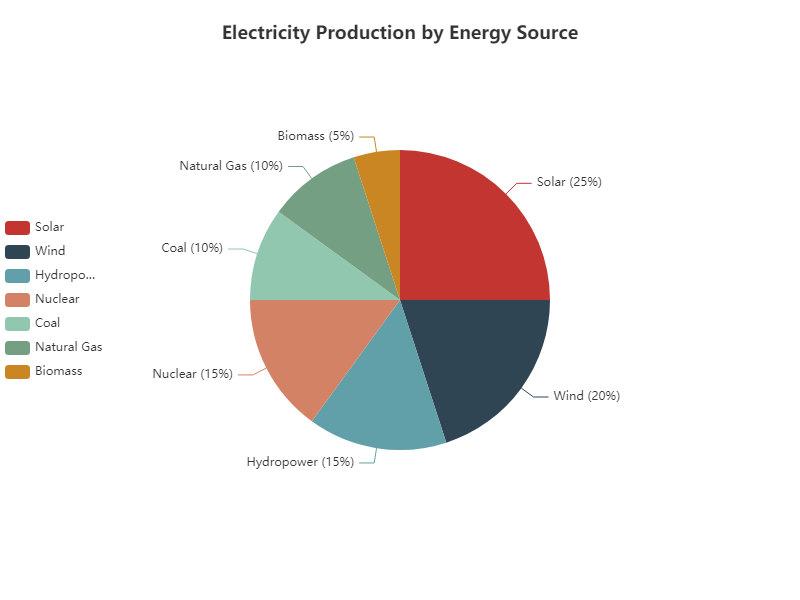 Electricity Production by Energy Source
Biomass (5%)
Natural Gas (10%)
Solar (25%)
Coal (10%)
Nuclear (15%)
Wind (20%)
Hydropower (15%)
Solar
Wind
Hydropo...
Nuclear
Coal
Natural Gas
Biomass